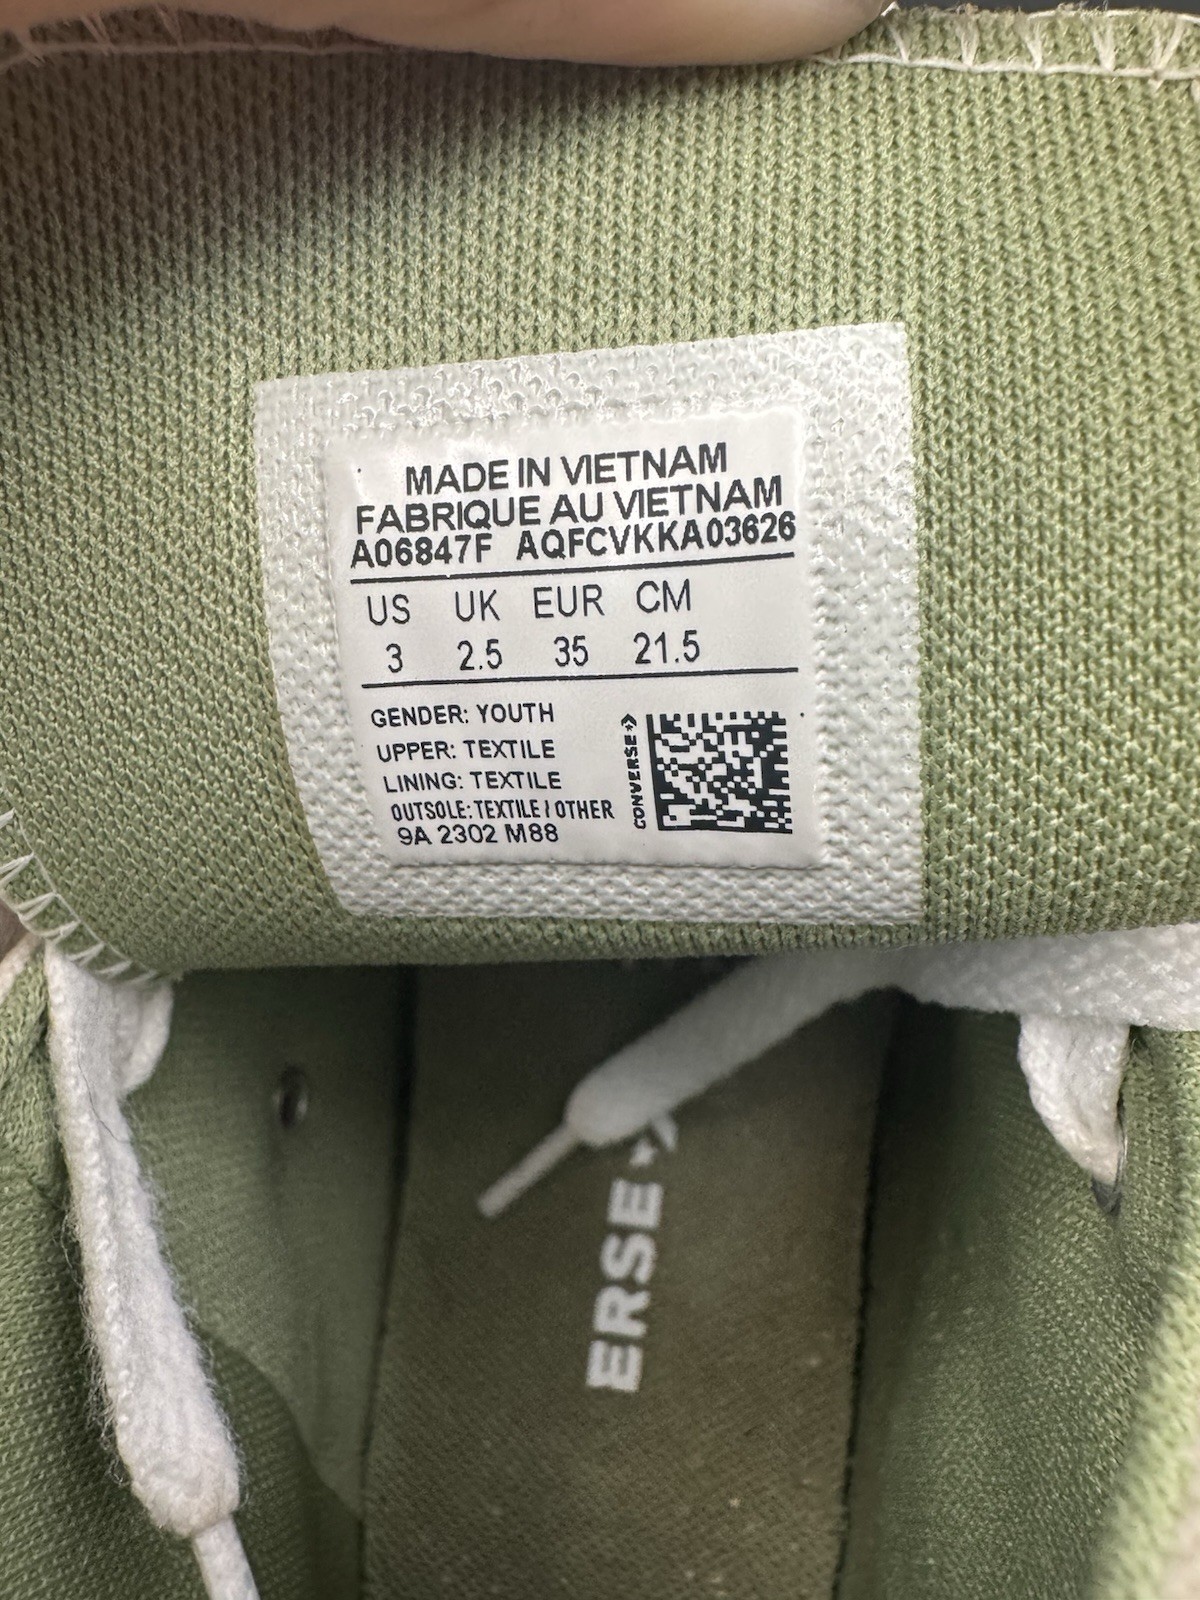 MADE IN VIETNAM
FABRIQUE AU VIETNAM
A06847F AQFCVKKA03626
US UK EUR CM
3 2.5 35 21.5
GENDER: YOUTH
UPPER: TEXTILE
LINING: TEXTILE
OUTSOLE: TEXTILE / OTHER
9A 2302 M88
CONVERSE
ERSE